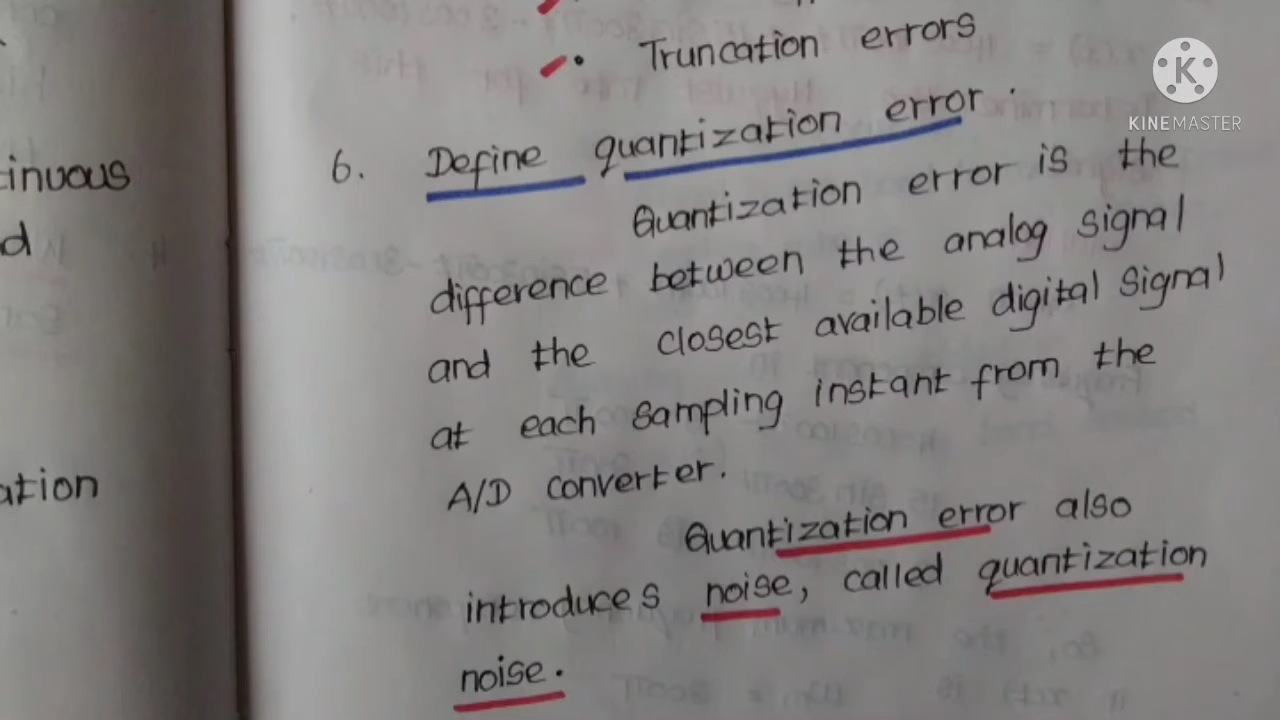 • Truncation errors
6. Define quantization error.
Quantization error is the
difference between the analog signal
and the closest available digital signal
at each sampling instant from the
A/D converter.
Quantization error also
introduces noise, called quantization
noise.
inuous
d
ation
K
KINEMASTER